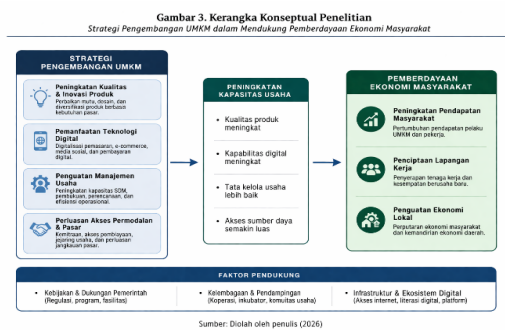 Gambar 3. Kerangka Konseptual Penelitian
Strategi Pengembangan UMKM dalam Mendukung Pemberdayaan Ekonomi Masyarakat
STRATEGI
PENGEMBANGAN UMKM
Peningkatan Kualitas
& Inovasi Produk
Perbaikan mutu, desain, dan
diversifikasi produk berbasis
kebutuhan pasar.
Pemanfaatan Teknologi
Digital
Digitalisasi pemasaran, e-commerce,
media sosial, dan pembayaran
digital.
Penguatan Manajemen
Usaha
Peningkatan kapasitas SDM,
pembukuan, perencanaan, dan
efisiensi operasional.
Perluasan Akses Permodalan
& Pasar
Kemitraan, akses pembiayaan,
jejaring usaha, dan perluasan
jangkauan pasar.
PENINGKATAN
KAPASITAS USAHA
• Kualitas produk
meningkat
• Kapabilitas digital
meningkat
• Tata kelola usaha
lebih baik
• Akses sumber daya
semakin luas
PEMBERDAYAAN
EKONOMI MASYARAKAT
Peningkatan Pendapatan
Masyarakat
Pertumbuhan pendapatan pelaku
UMKM dan pekerja.
Penciptaan Lapangan
Kerja
Penyerapan tenaga kerja dan
kesempatan berusaha baru.
Penguatan Ekonomi
Lokal
Perputaran ekonomi masyarakat
dan kemandirian ekonomi daerah.
FAKTOR PENDUKUNG
• Kebijakan & Dukungan Pemerintah
(Regulasi, program, fasilitas)
• Kelembagaan & Pendampingan
(Koperasi, inkubator, komunitas usaha)
• Infrastruktur & Ekosistem Digital
(Akses internet, literasi digital, platform)
Sumber: Diolah oleh penulis (2026)